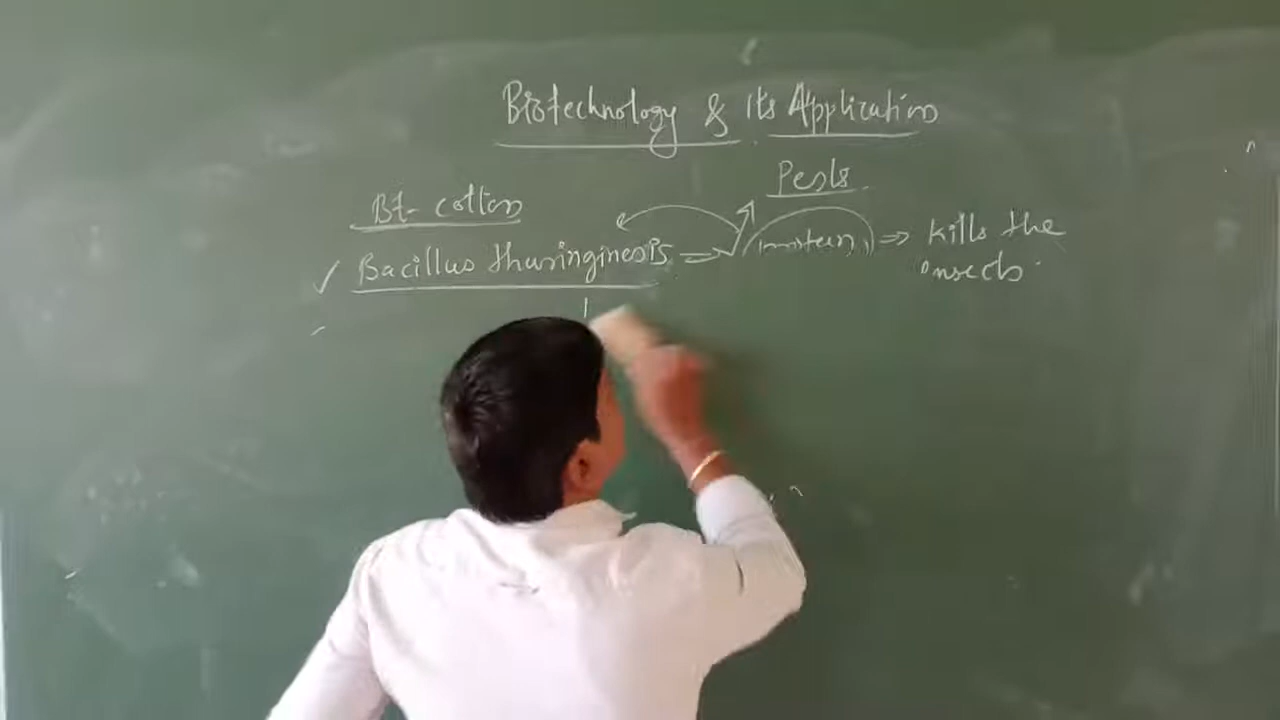 Biotechnology & Its Application
Pests
Bt- cotton
Bacillus thuringinesis ⇒ (protein) ⇒ kills the
insects